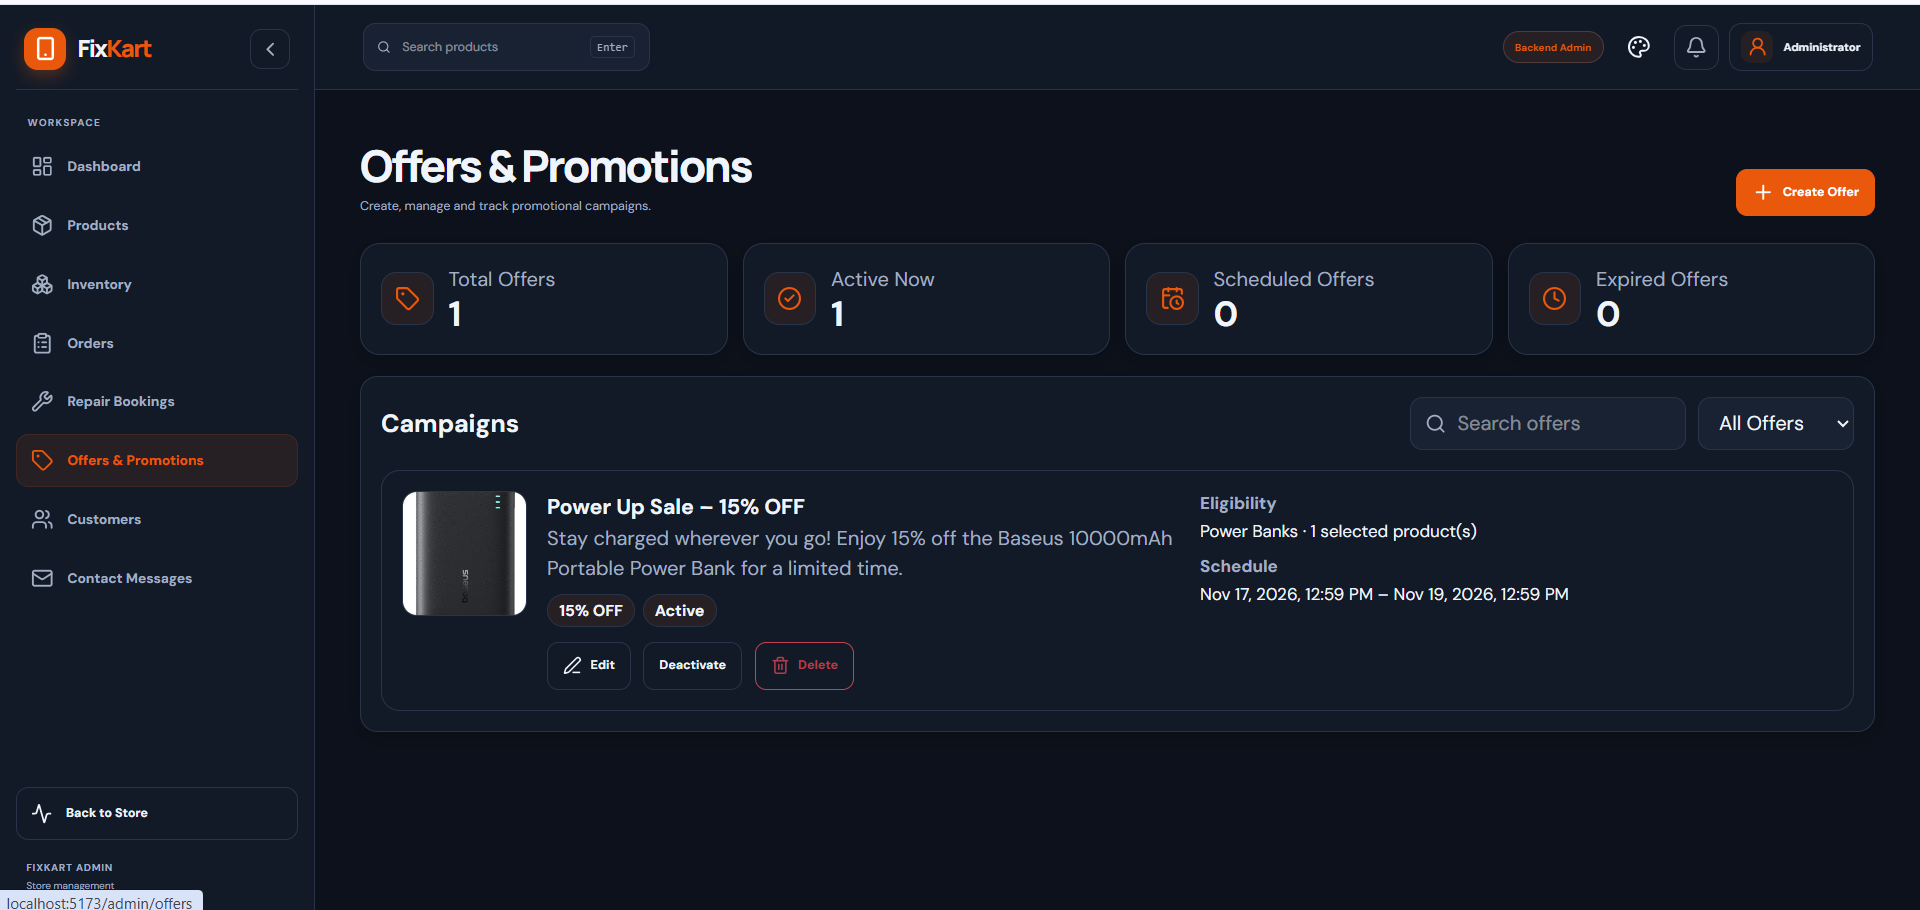 FixKart
Search products
Enter
Backend Admin
Administrator
WORKSPACE
Dashboard
Products
Inventory
Orders
Repair Bookings
Offers & Promotions
Customers
Contact Messages
Back to Store
FIXKART ADMIN
Store management
localhost:5173/admin/offers
Offers & Promotions
Create, manage and track promotional campaigns.
Create Offer
Total Offers
1
Active Now
1
Scheduled Offers
0
Expired Offers
0
Campaigns
Search offers
All Offers
baseus
Power Up Sale – 15% OFF
Stay charged wherever you go! Enjoy 15% off the Baseus 10000mAh
Portable Power Bank for a limited time.
15% OFF
Active
Edit
Deactivate
Delete
Eligibility
Power Banks · 1 selected product(s)
Schedule
Nov 17, 2026, 12:59 PM – Nov 19, 2026, 12:59 PM